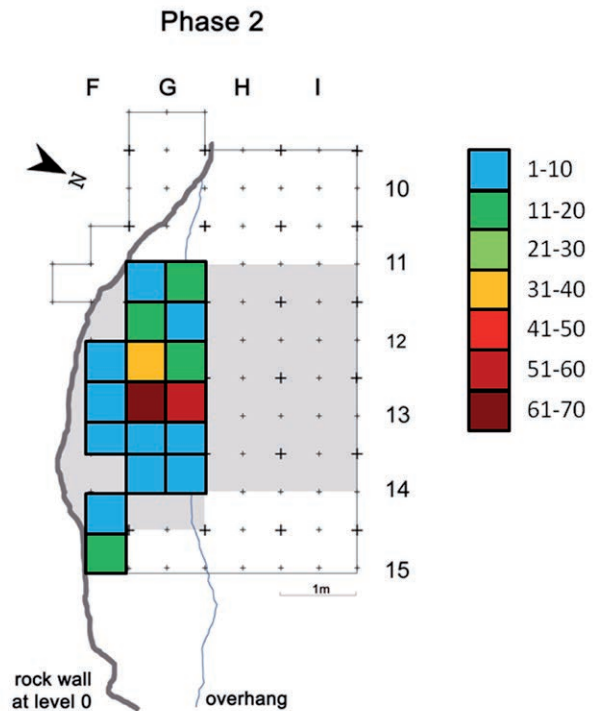 Phase 2
F G H I
N
10
11
12
13
14
15
1m
rock wall
at level 0
overhang
1-10
11-20
21-30
31-40
41-50
51-60
61-70